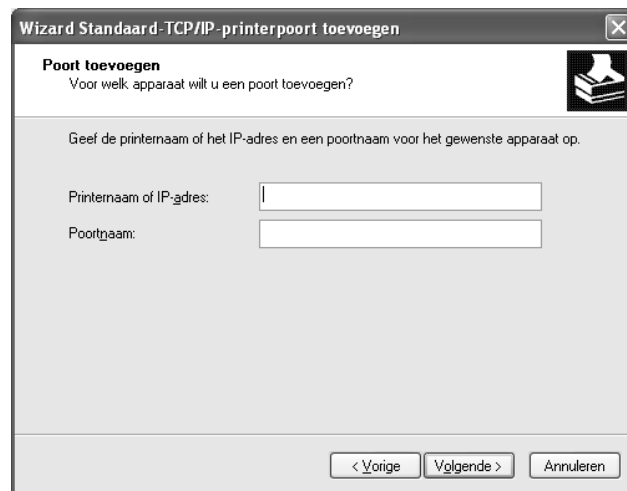 Wizard Standaard-TCP/IP-printerpoort toevoegen
Poort toevoegen
Voor welk apparaat wilt u een poort toevoegen?
Geef de printernaam of het IP-adres en een poortnaam voor het gewenste apparaat op.
Printernaam of IP-adres:
Poortnaam:
< Vorige
Volgende >
Annuleren